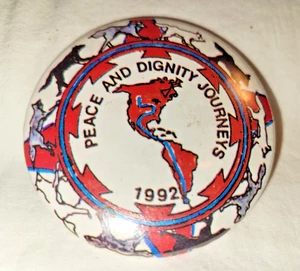 PEACE AND DIGNITY JOURNEYS
1992